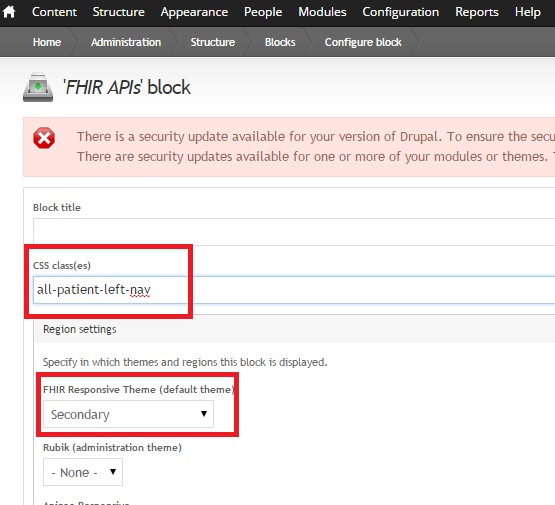 Content Structure Appearance People Modules Configuration Reports Help
Home Administration Structure Blocks Configure block
'FHIR APIs' block
There is a security update available for your version of Drupal. To ensure the secu
There are security updates available for one or more of your modules or themes. T
Block title
CSS class(es)
all-patient-left-nav
Region settings
Specify in which themes and regions this block is displayed.
FHIR Responsive Theme (default theme)
Secondary
Rubik (administration theme)
- None -
Apigee Responsive